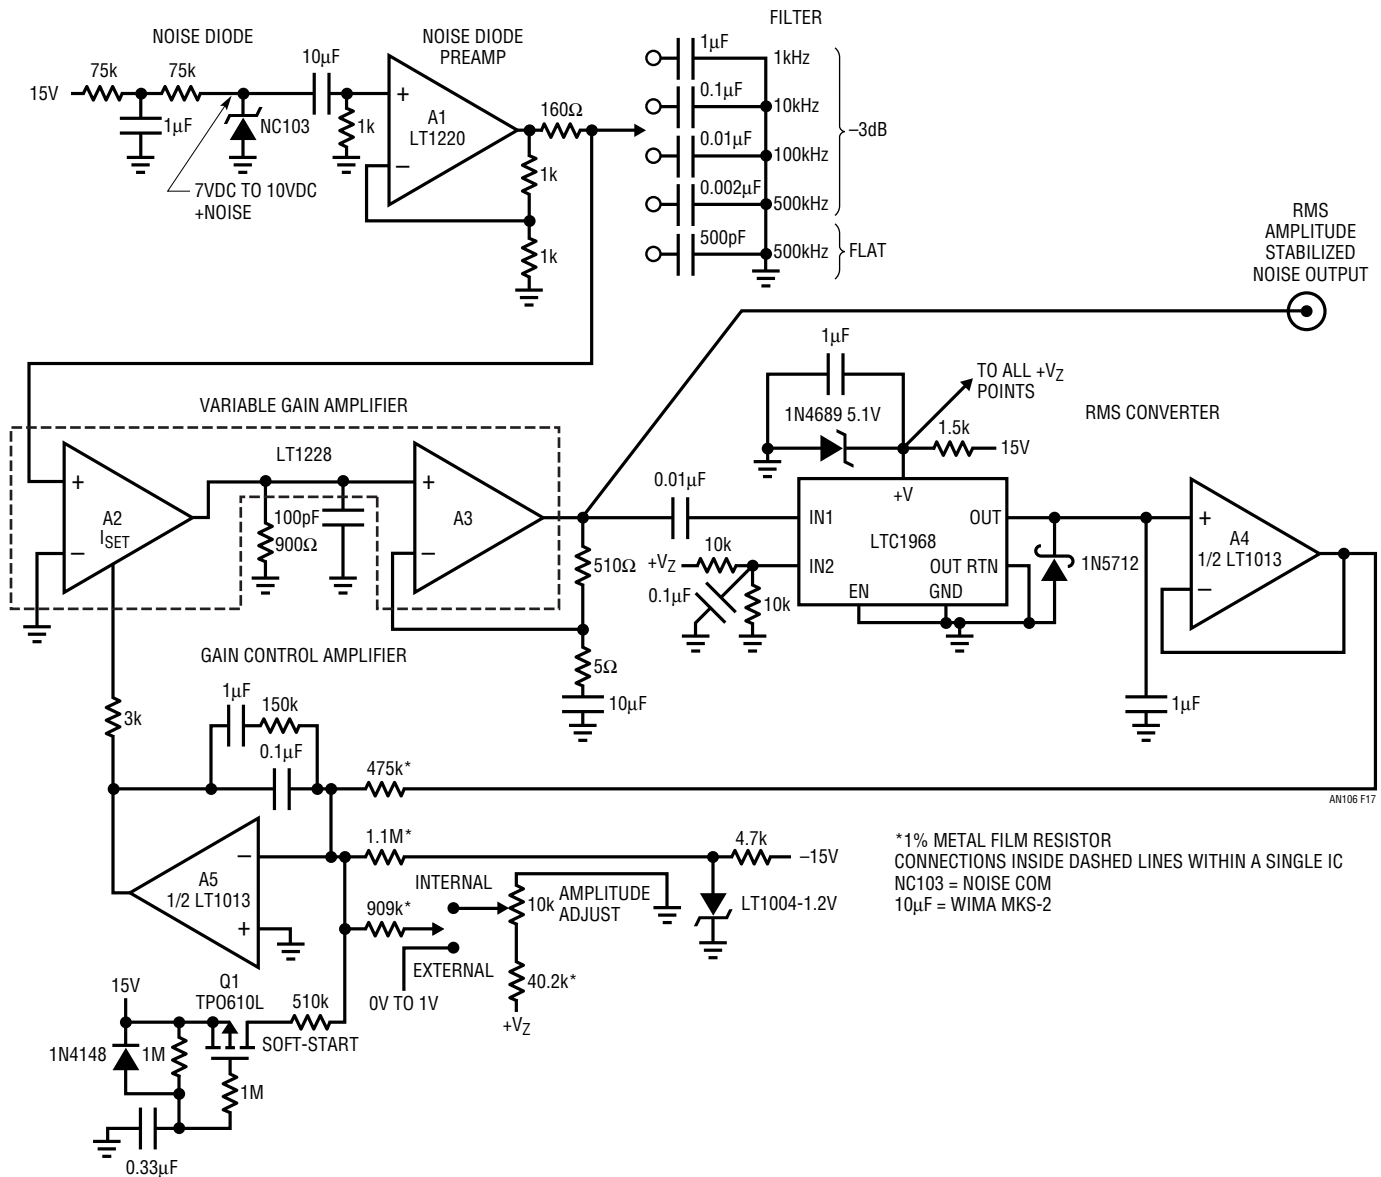 FILTER
NOISE DIODE
NOISE DIODE
PREAMP
75k
75k
10µF
15V
1µF
NC103
1k
7VDC TO 10VDC
+NOISE
+
–
A1
LT1220
160Ω
1k
1k
1µF
1kHz
0.1µF
10kHz
0.01µF
100kHz
0.002µF
500kHz
–3dB
500pF
500kHz
FLAT
RMS
AMPLITUDE
STABILIZED
NOISE OUTPUT
VARIABLE GAIN AMPLIFIER
LT1228
+
–
A2
ISET
100pF
900Ω
+
–
A3
1µF
1N4689 5.1V
TO ALL +VZ
POINTS
1.5k
15V
RMS CONVERTER
0.01µF
510Ω
+VZ
10k
0.1µF
10k
5Ω
10µF
+V
IN1
IN2
LTC1968
OUT
OUT RTN
EN
GND
1N5712
1µF
+
–
A4
1/2 LT1013
GAIN CONTROL AMPLIFIER
3k
1µF
150k
0.1µF
475k*
AN106 F17
1.1M*
4.7k
–15V
–
+
A5
1/2 LT1013
INTERNAL
909k*
10k
AMPLITUDE
ADJUST
LT1004-1.2V
EXTERNAL
0V TO 1V
40.2k*
+VZ
*1% METAL FILM RESISTOR
CONNECTIONS INSIDE DASHED LINES WITHIN A SINGLE IC
NC103 = NOISE COM
10µF = WIMA MKS-2
15V
Q1
TPO610L
510k
SOFT-START
1N4148
1M
1M
0.33µF